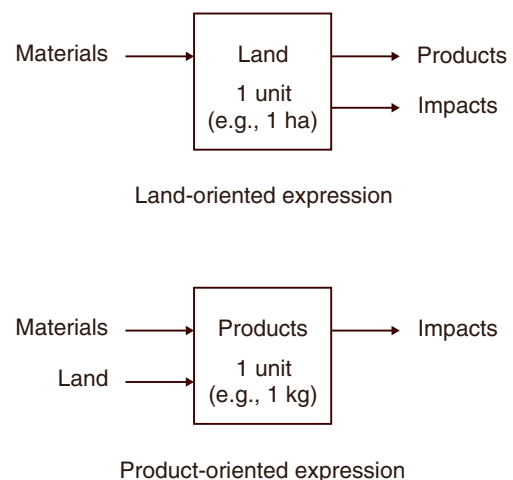 Materials
Land
Products
1 unit
(e.g., 1 ha)
Impacts
Land-oriented expression
Materials
Products
Impacts
Land
1 unit
(e.g., 1 kg)
Product-oriented expression